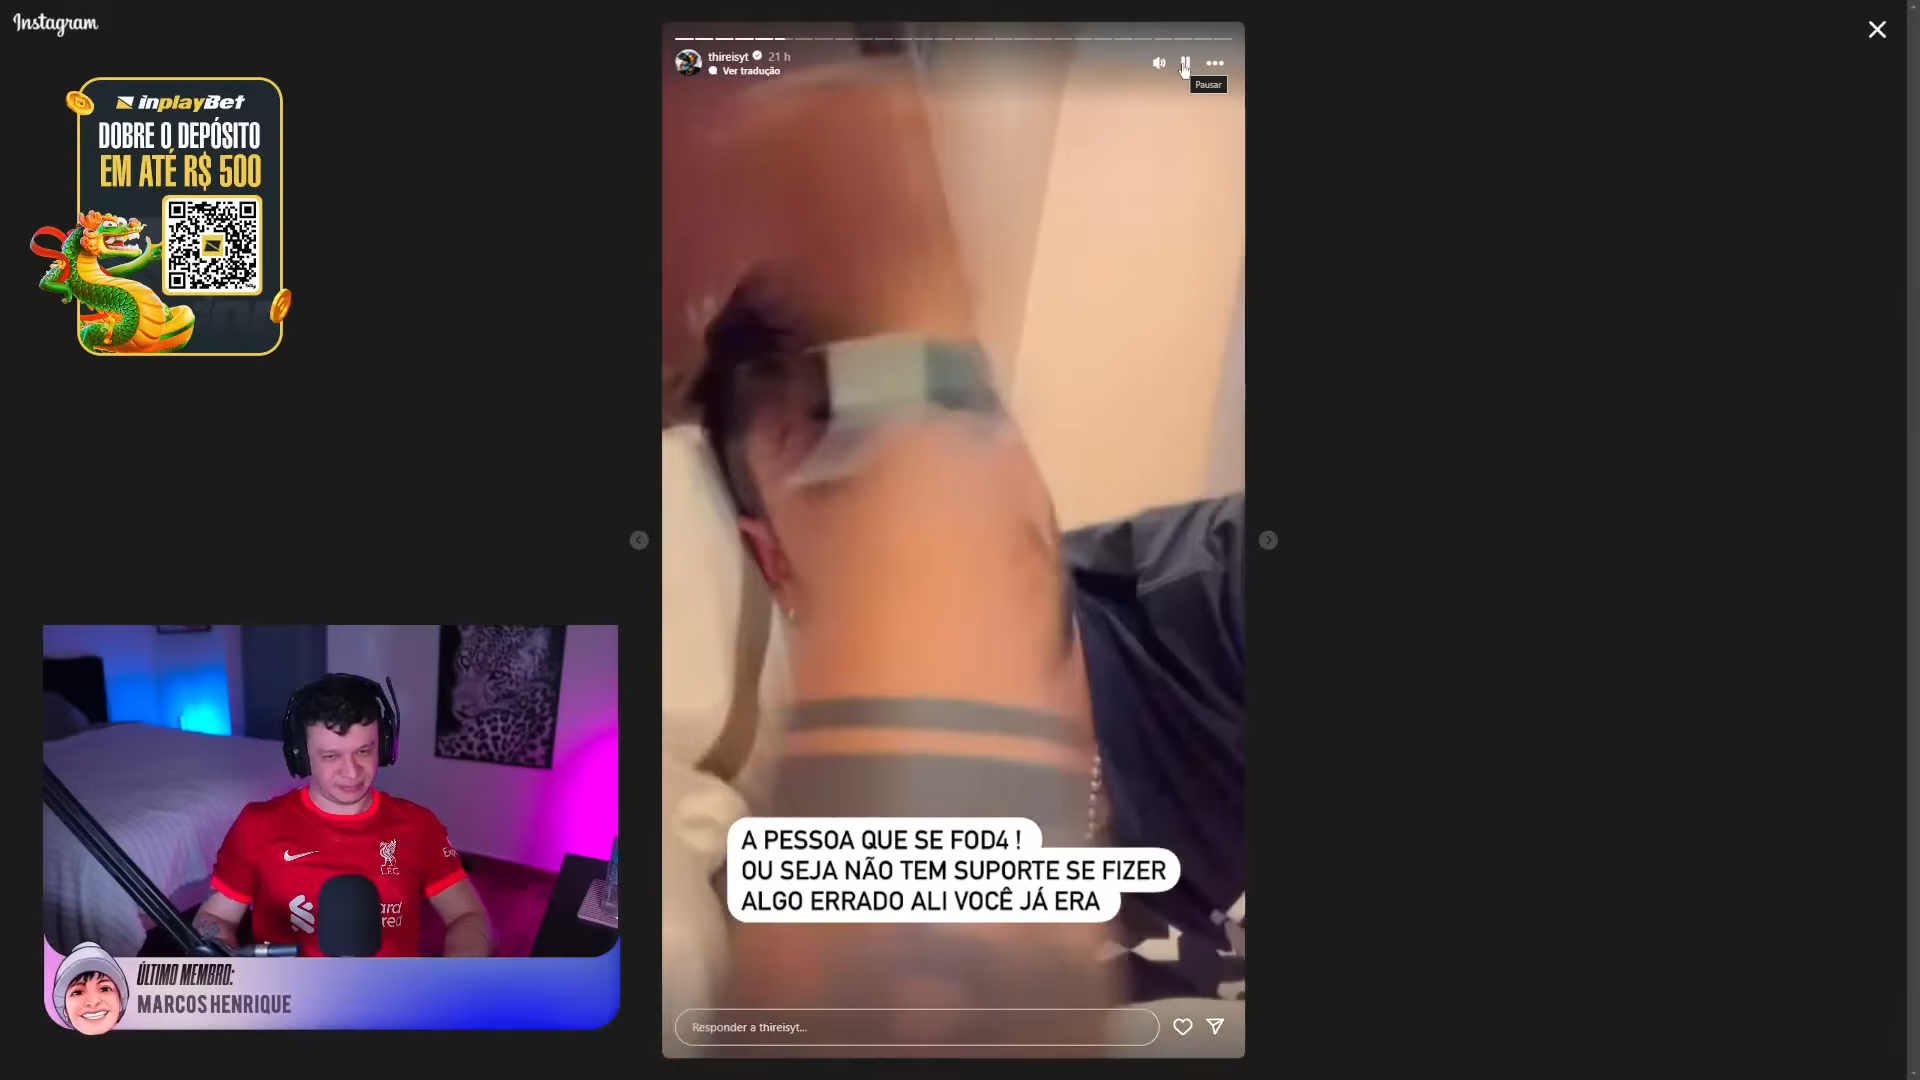 Instagram
thireisyt 21 h
Ver tradução
Pausar
inplayBet
DOBRE O DEPÓSITO
EM ATÉ R$ 500
A PESSOA QUE SE FOD4 !
OU SEJA NÃO TEM SUPORTE SE FIZER
ALGO ERRADO ALI VOCÊ JÁ ERA
L.F.C.
ÚLTIMO MEMBRO:
MARCOS HENRIQUE
Responder a thireisyt...